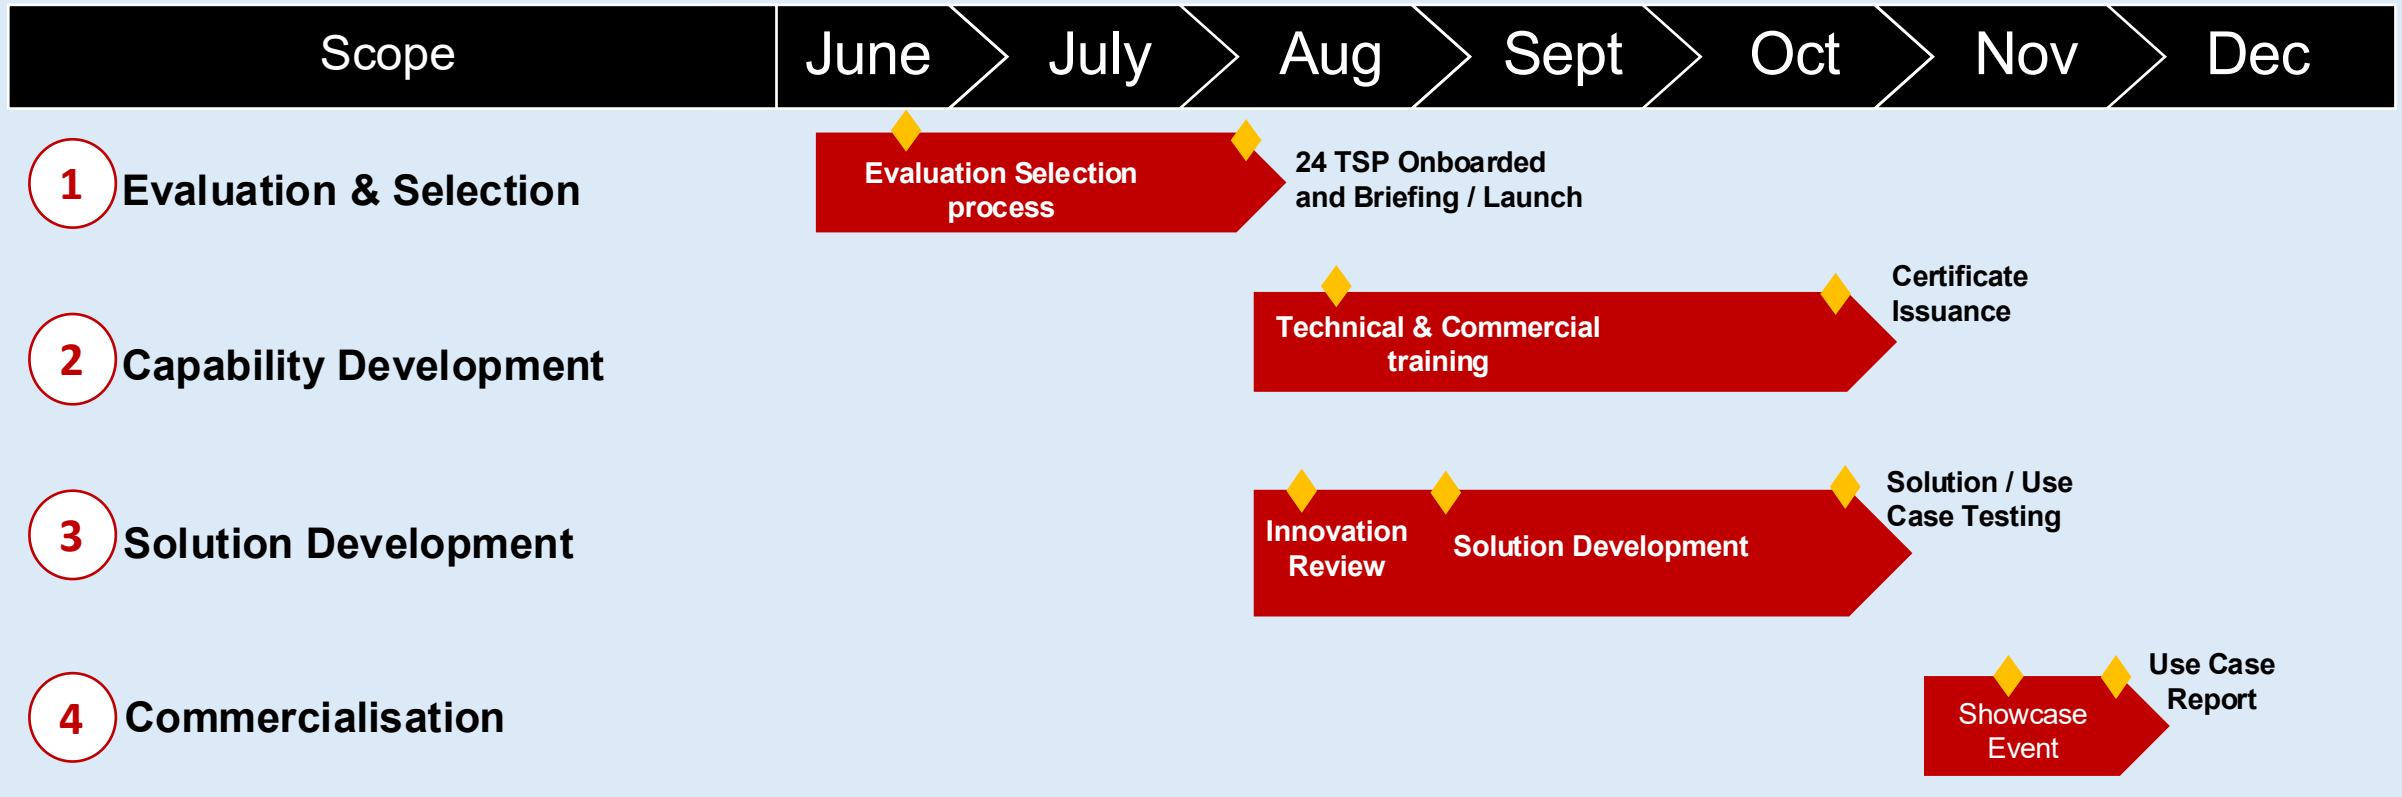 Scope
June
July
Aug
Sept
Oct
Nov
Dec
1
Evaluation & Selection
Evaluation Selection
process
24 TSP Onboarded
and Briefing / Launch
2
Capability Development
Technical & Commercial
training
Certificate
Issuance
3
Solution Development
Innovation
Review
Solution Development
Solution / Use
Case Testing
4
Commercialisation
Showcase
Event
Use Case
Report